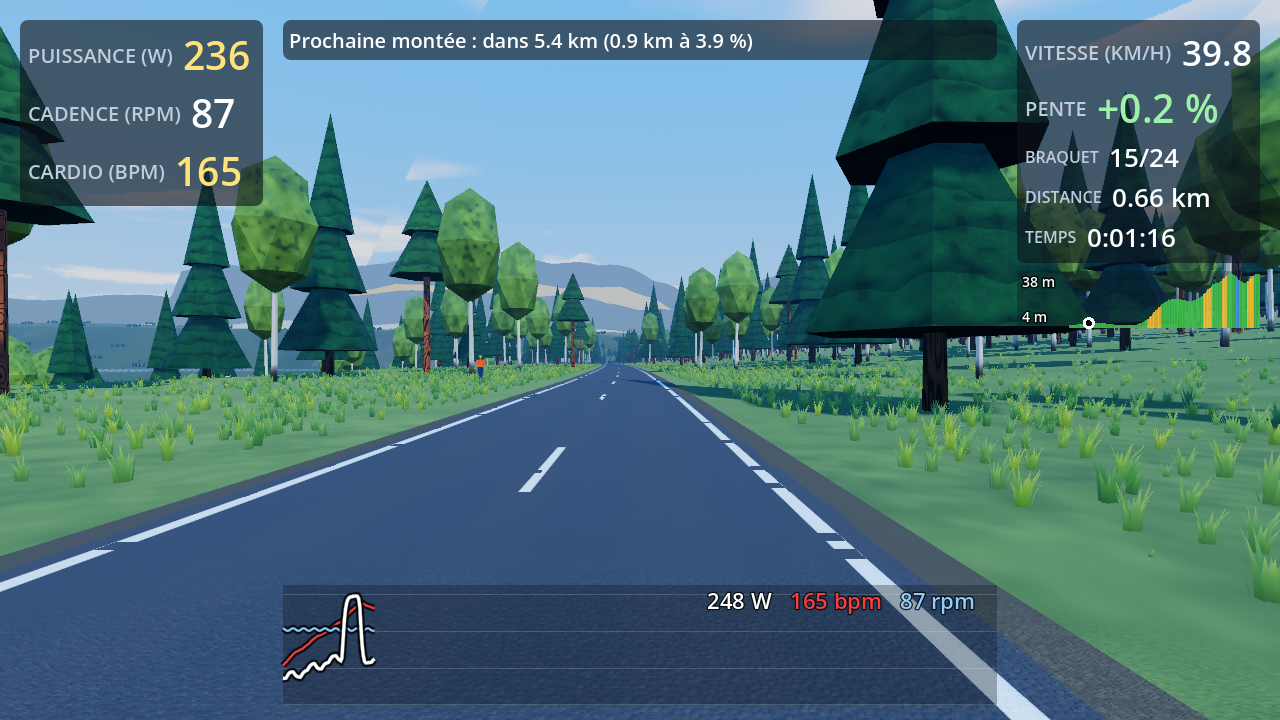 PUISSANCE (W) 236
CADENCE (RPM) 87
CARDIO (BPM) 165
Prochaine montée : dans 5.4 km (0.9 km à 3.9 %)
VITESSE (KM/H) 39.8
PENTE +0.2 %
BRAQUET 15/24
DISTANCE 0.66 km
TEMPS 0:01:16
38 m
4 m
248 W 165 bpm 87 rpm